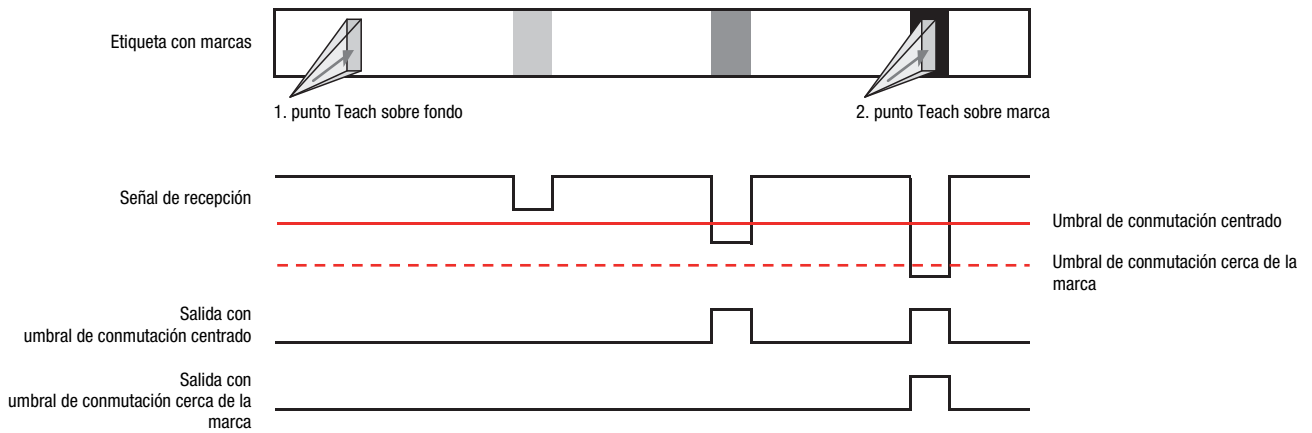 Etiqueta con marcas
1. punto Teach sobre fondo
2. punto Teach sobre marca
Señal de recepción
Umbral de conmutación centrado
Umbral de conmutación cerca de la
marca
Salida con
umbral de conmutación centrado
Salida con
umbral de conmutación cerca de la
marca